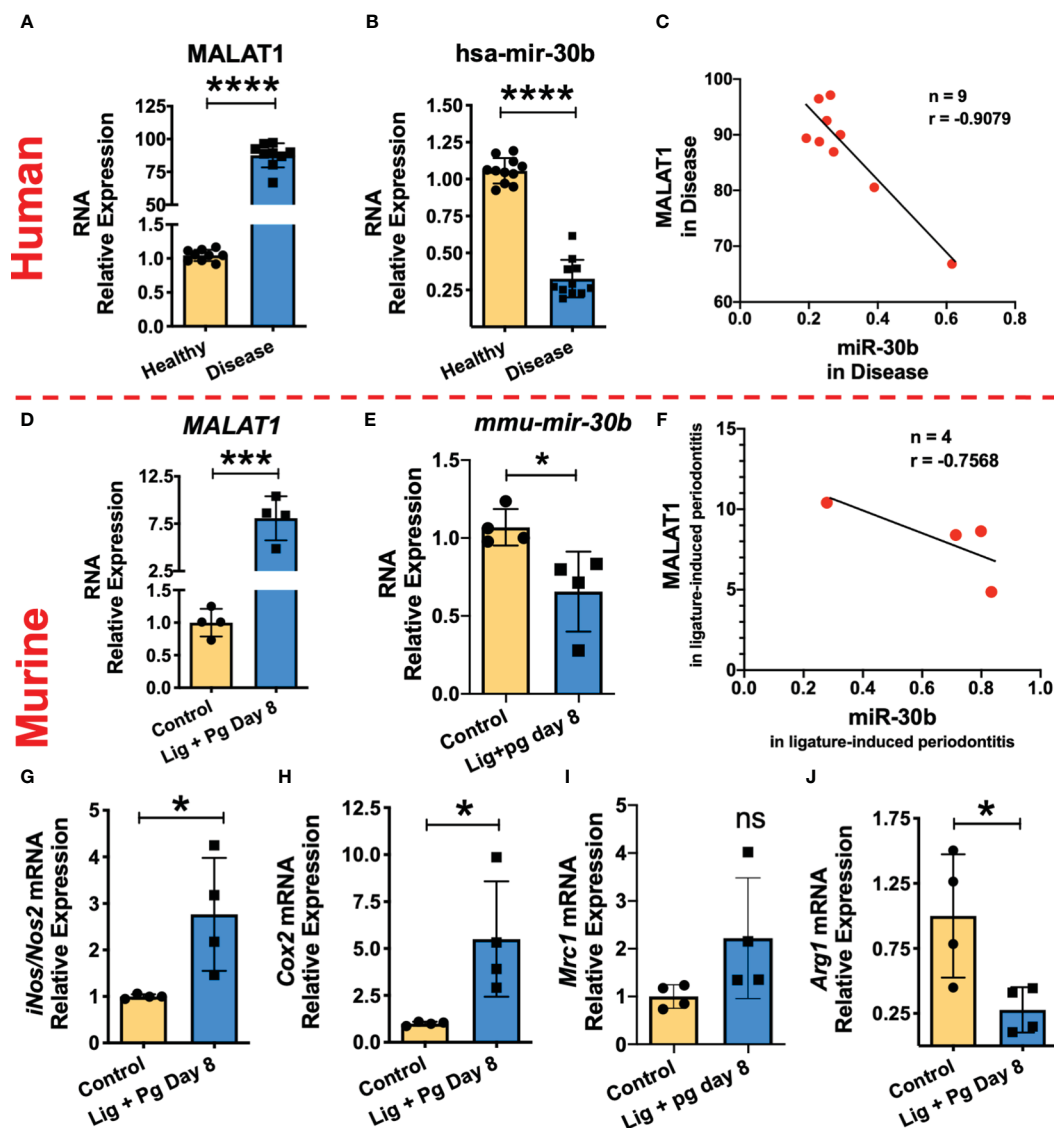 A
MALAT1
****
RNA
Relative Expression
125
100
75
50
1.5
1.0
0.5
0.0
Healthy
Disease
B
hsa-mir-30b
****
RNA
Relative Expression
1.50
1.25
1.00
0.75
0.50
0.25
Healthy
Disease
C
n = 9
r = -0.9079
MALAT1
in Disease
100
90
80
70
60
0.0
0.2
0.4
0.6
0.8
miR-30b
in Disease
Human
D
MALAT1
***
RNA
Relative Expression
12.5
7.5
2.5
1.5
1.0
0.5
0.0
Control
Lig + Pg Day 8
E
mmu-mir-30b
*
RNA
Relative Expression
1.5
1.0
0.5
0.0
Control
Lig+pg day 8
F
n = 4
r = -0.7568
MALAT1
in ligature-induced periodontitis
15
10
5
0
0.0
0.2
0.4
0.6
0.8
1.0
miR-30b
in ligature-induced periodontitis
Murine
G
*
iNos/Nos2 mRNA
Relative Expression
5
4
3
2
1
0
Control
Lig + Pg Day 8
H
*
Cox2 mRNA
Relative Expression
12.5
10.0
7.5
5.0
2.5
0.0
Control
Lig + Pg Day 8
I
ns
Mrc1 mRNA
Relative Expression
5
4
3
2
1
0
Control
Lig + pg day 8
J
*
Arg1 mRNA
Relative Expression
1.75
1.25
0.75
0.25
Control
Lig + Pg Day 8